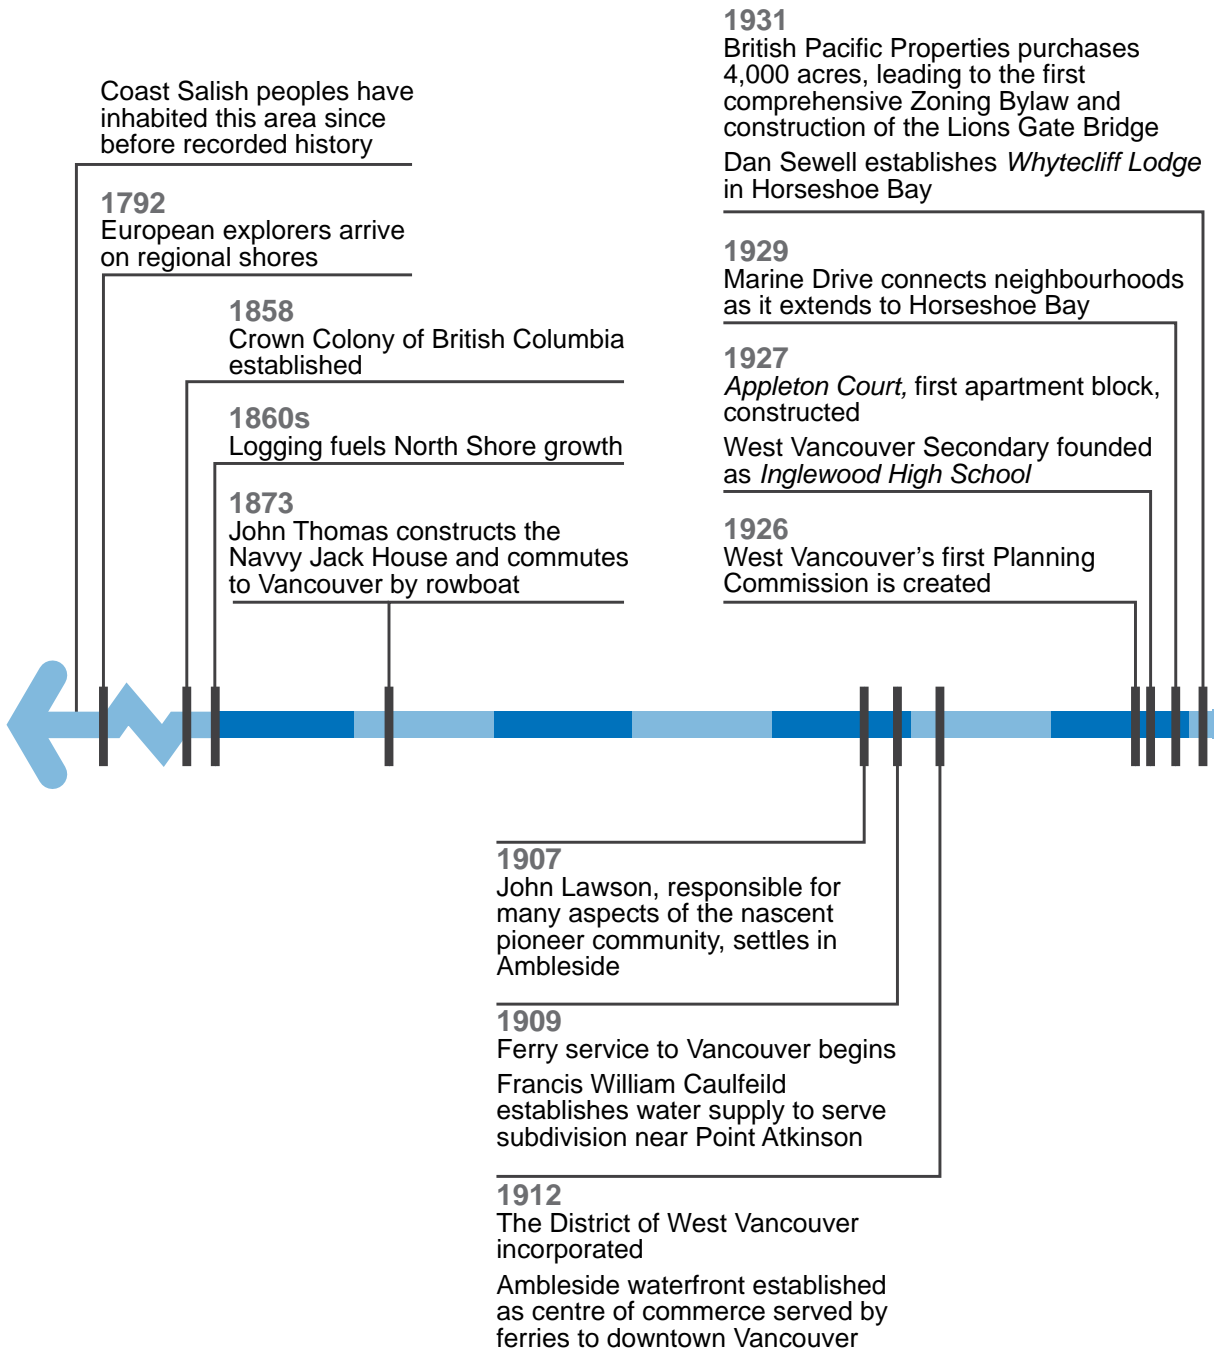 Coast Salish peoples have
inhabited this area since
before recorded history
1792
European explorers arrive
on regional shores
1858
Crown Colony of British Columbia
established
1860s
Logging fuels North Shore growth
1873
John Thomas constructs the
Navvy Jack House and commutes
to Vancouver by rowboat
1931
British Pacific Properties purchases
4,000 acres, leading to the first
comprehensive Zoning Bylaw and
construction of the Lions Gate Bridge
Dan Sewell establishes Whytecliff Lodge
in Horseshoe Bay
1929
Marine Drive connects neighbourhoods
as it extends to Horseshoe Bay
1927
Appleton Court, first apartment block,
constructed
West Vancouver Secondary founded
as Inglewood High School
1926
West Vancouver's first Planning
Commission is created
1907
John Lawson, responsible for
many aspects of the nascent
pioneer community, settles in
Ambleside
1909
Ferry service to Vancouver begins
Francis William Caulfeild
establishes water supply to serve
subdivision near Point Atkinson
1912
The District of West Vancouver
incorporated
Ambleside waterfront established
as centre of commerce served by
ferries to downtown Vancouver